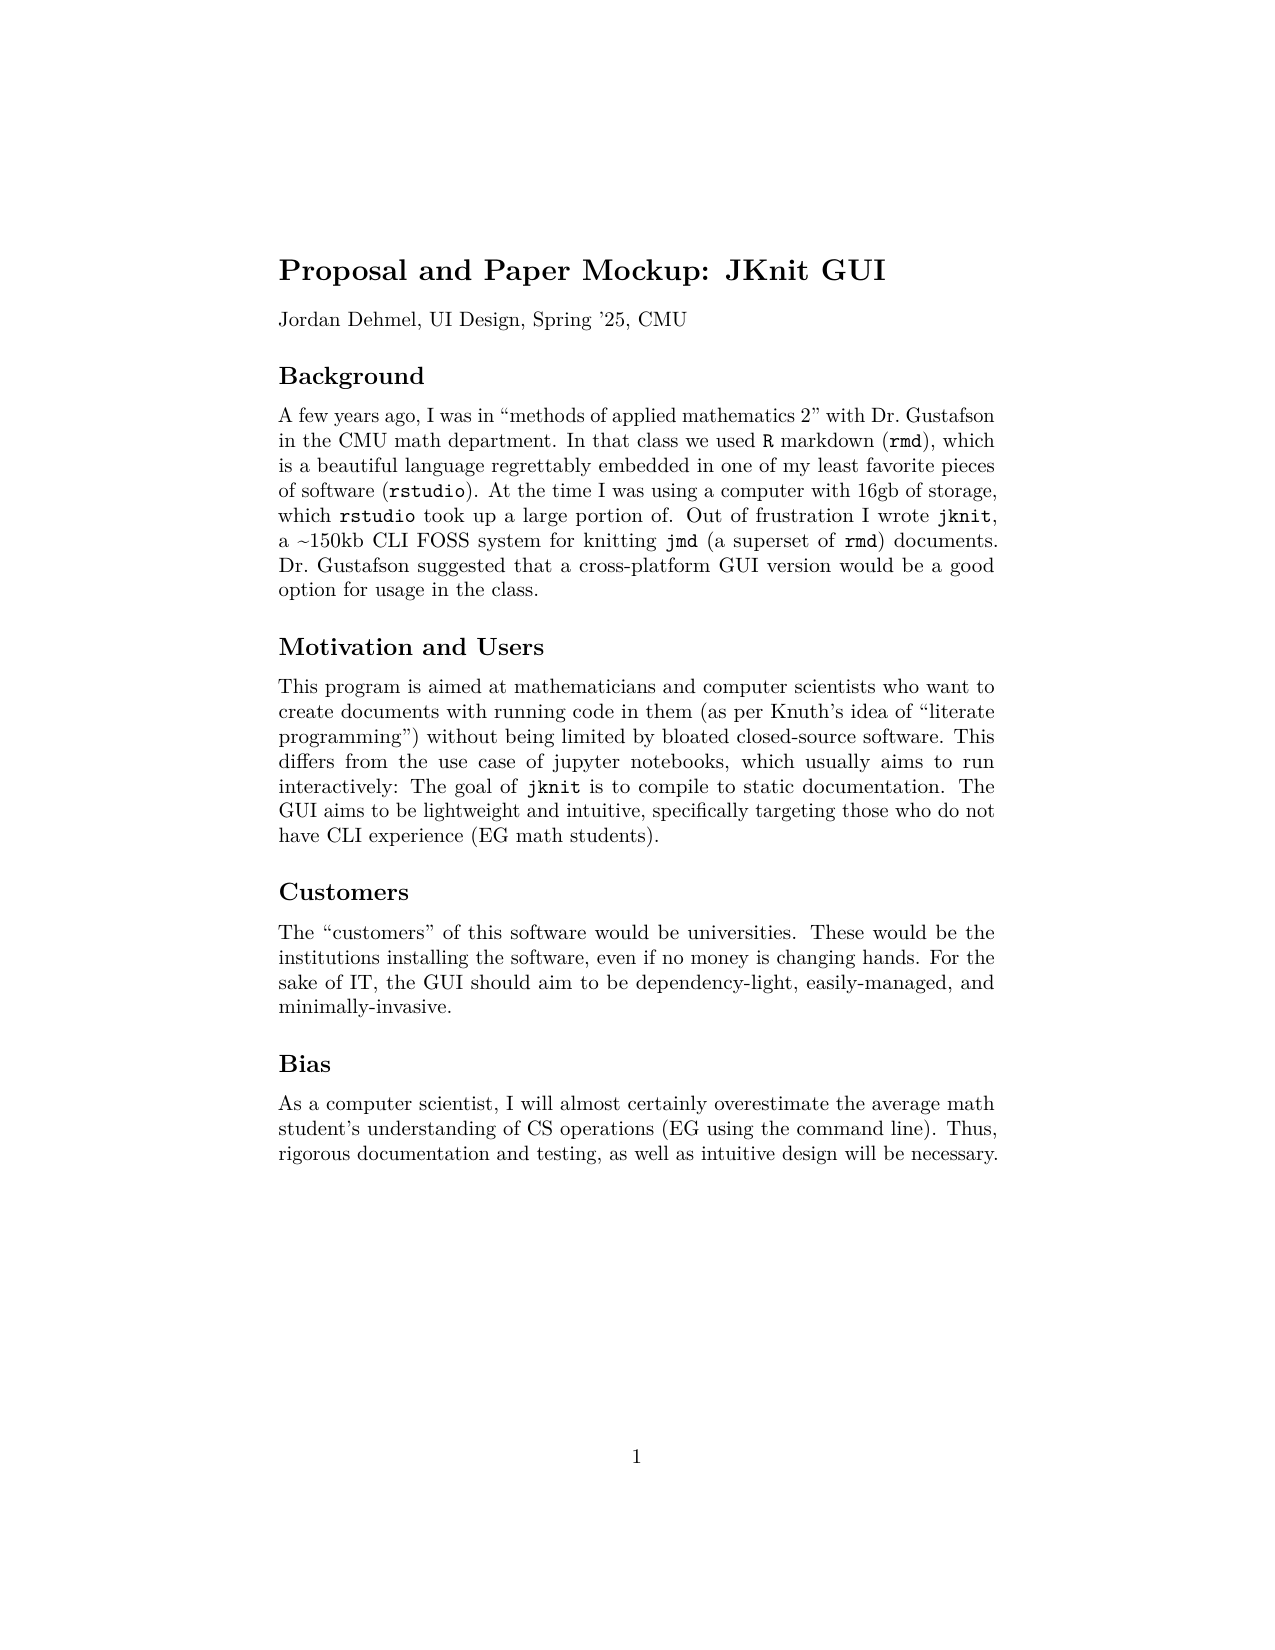 Proposal and Paper Mockup: JKnit GUI
Jordan Dehmel, UI Design, Spring ’25, CMU
Background
A few years ago, I was in “methods of applied mathematics 2” with Dr. Gustafson
in the CMU math department. In that class we used R markdown (rmd), which
is a beautiful language regrettably embedded in one of my least favorite pieces
of software (rstudio). At the time I was using a computer with 16gb of storage,
which rstudio took up a large portion of. Out of frustration I wrote jknit,
a ~150kb CLI FOSS system for knitting jmd (a superset of rmd) documents.
Dr. Gustafson suggested that a cross-platform GUI version would be a good
option for usage in the class.
Motivation and Users
This program is aimed at mathematicians and computer scientists who want to
create documents with running code in them (as per Knuth’s idea of “literate
programming”) without being limited by bloated closed-source software. This
differs from the use case of jupyter notebooks, which usually aims to run
interactively: The goal of jknit is to compile to static documentation. The
GUI aims to be lightweight and intuitive, specifically targeting those who do not
have CLI experience (EG math students).
Customers
The “customers” of this software would be universities. These would be the
institutions installing the software, even if no money is changing hands. For the
sake of IT, the GUI should aim to be dependency-light, easily-managed, and
minimally-invasive.
Bias
As a computer scientist, I will almost certainly overestimate the average math
student’s understanding of CS operations (EG using the command line). Thus,
rigorous documentation and testing, as well as intuitive design will be necessary.
1